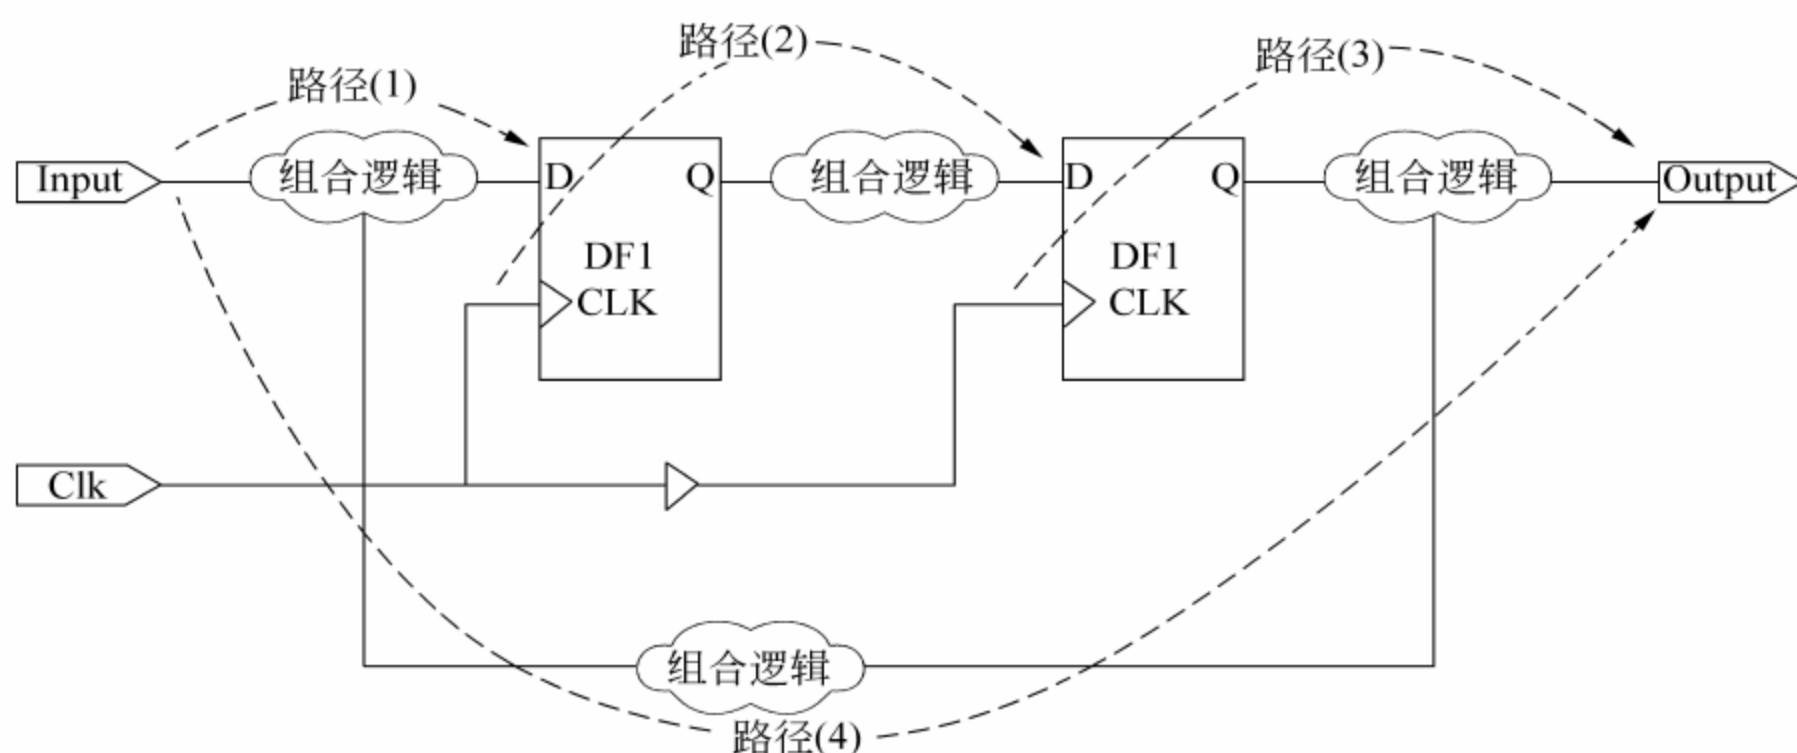 路径(2)
路径(3)
路径(1)
Input
组合逻辑
D
Q
组合逻辑
D
Q
组合逻辑
Output
DF1
CLK
DF1
CLK
Clk
组合逻辑
路径(4)